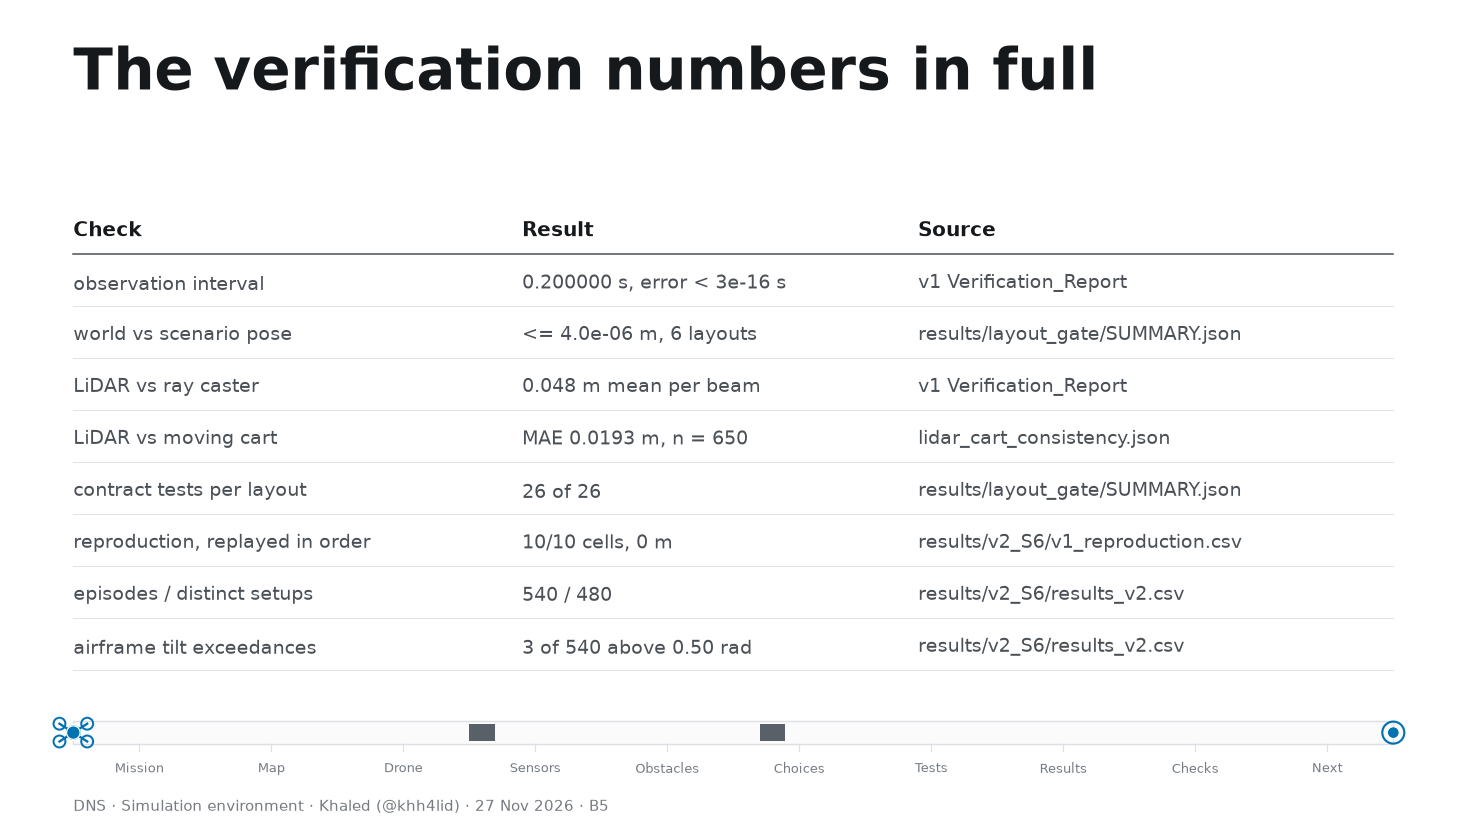 The verification numbers in full
Check Result Source
observation interval 0.200000 s, error < 3e-16 s v1 Verification_Report
world vs scenario pose <= 4.0e-06 m, 6 layouts results/layout_gate/SUMMARY.json
LiDAR vs ray caster 0.048 m mean per beam v1 Verification_Report
LiDAR vs moving cart MAE 0.0193 m, n = 650 lidar_cart_consistency.json
contract tests per layout 26 of 26 results/layout_gate/SUMMARY.json
reproduction, replayed in order 10/10 cells, 0 m results/v2_S6/v1_reproduction.csv
episodes / distinct setups 540 / 480 results/v2_S6/results_v2.csv
airframe tilt exceedances 3 of 540 above 0.50 rad results/v2_S6/results_v2.csv
Mission Map Drone Sensors Obstacles Choices Tests Results Checks Next
DNS · Simulation environment · Khaled (@khh4lid) · 27 Nov 2026 · B5